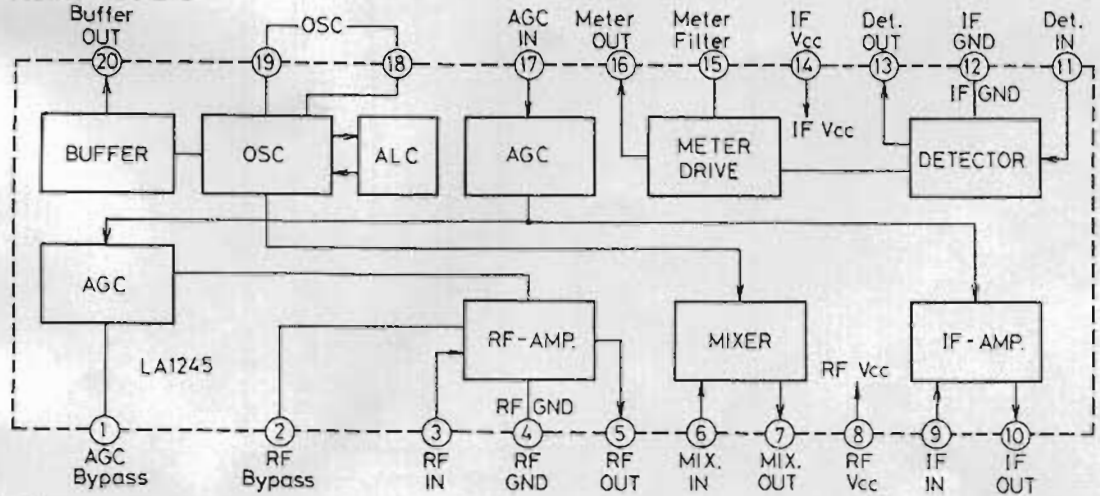 Buffer
OUT
OSC
AGC
IN
Meter
OUT
Meter
Filter
IF
Vcc
Det.
OUT
IF
GND
Det.
IN
20
19
18
17
16
15
14
13
12
11
IF GND
IF Vcc
BUFFER
OSC
ALC
AGC
METER
DRIVE
DETECTOR
AGC
RF-AMP.
MIXER
IF-AMP.
LA1245
RF GND
RF Vcc
1
2
3
4
5
6
7
8
9
10
AGC
Bypass
RF
Bypass
RF
IN
RF
GND
RF
OUT
MIX.
IN
MIX.
OUT
RF
Vcc
IF
IN
IF
OUT